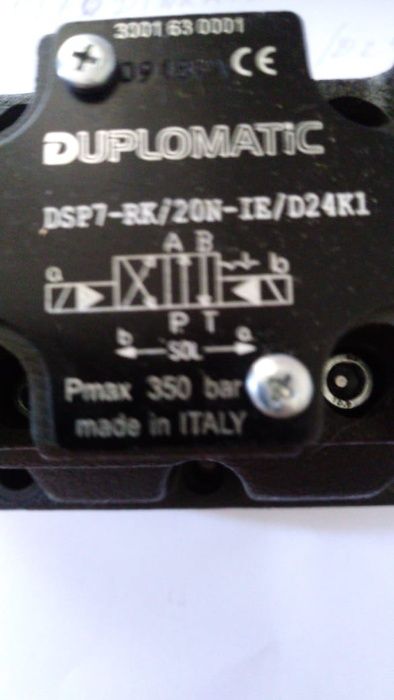 3001 63 0001
CE
DUPLOMATIC
DSP7-RK/20N-IE/D24K1
A B
a b
P T
b SOL a
Pmax 350 bar
made in ITALY